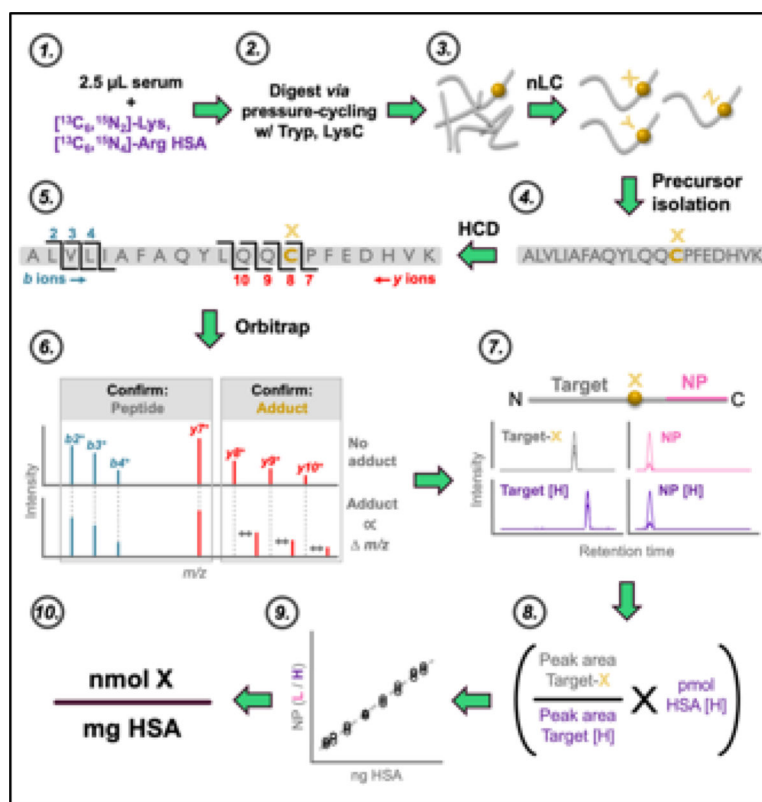 1.
2.5 µL serum
+
[¹³C₆,¹⁵N₂]-Lys,
[¹³C₆,¹⁵N₄]-Arg HSA
2.
Digest via
pressure-cycling
w/ Tryp, LysC
3.
nLC
X
Y
Z
Precursor
isolation
4.
X
ALVLIAFAQYLQQCPFEDHVK
HCD
5.
X
2 3 4
A L V L I A F A Q Y L Q Q C P F E D H V K
b ions → 10 9 8 7 ← y ions
Orbitrap
6.
Confirm:
Peptide
Confirm:
Adduct
b2⁺ b3⁺ b4⁺ y7⁺ y8⁺ y9⁺ y10⁺
No
adduct
Adduct
∝
Δ m/z
Intensity
m/z
7.
N Target X NP C
Target-X
NP
Target [H]
NP [H]
Intensity
Retention time
8.
Peak area
Target-X
Peak area
Target [H]
X
pmol
HSA [H]
9.
NP (L / H)
ng HSA
10.
nmol X
mg HSA